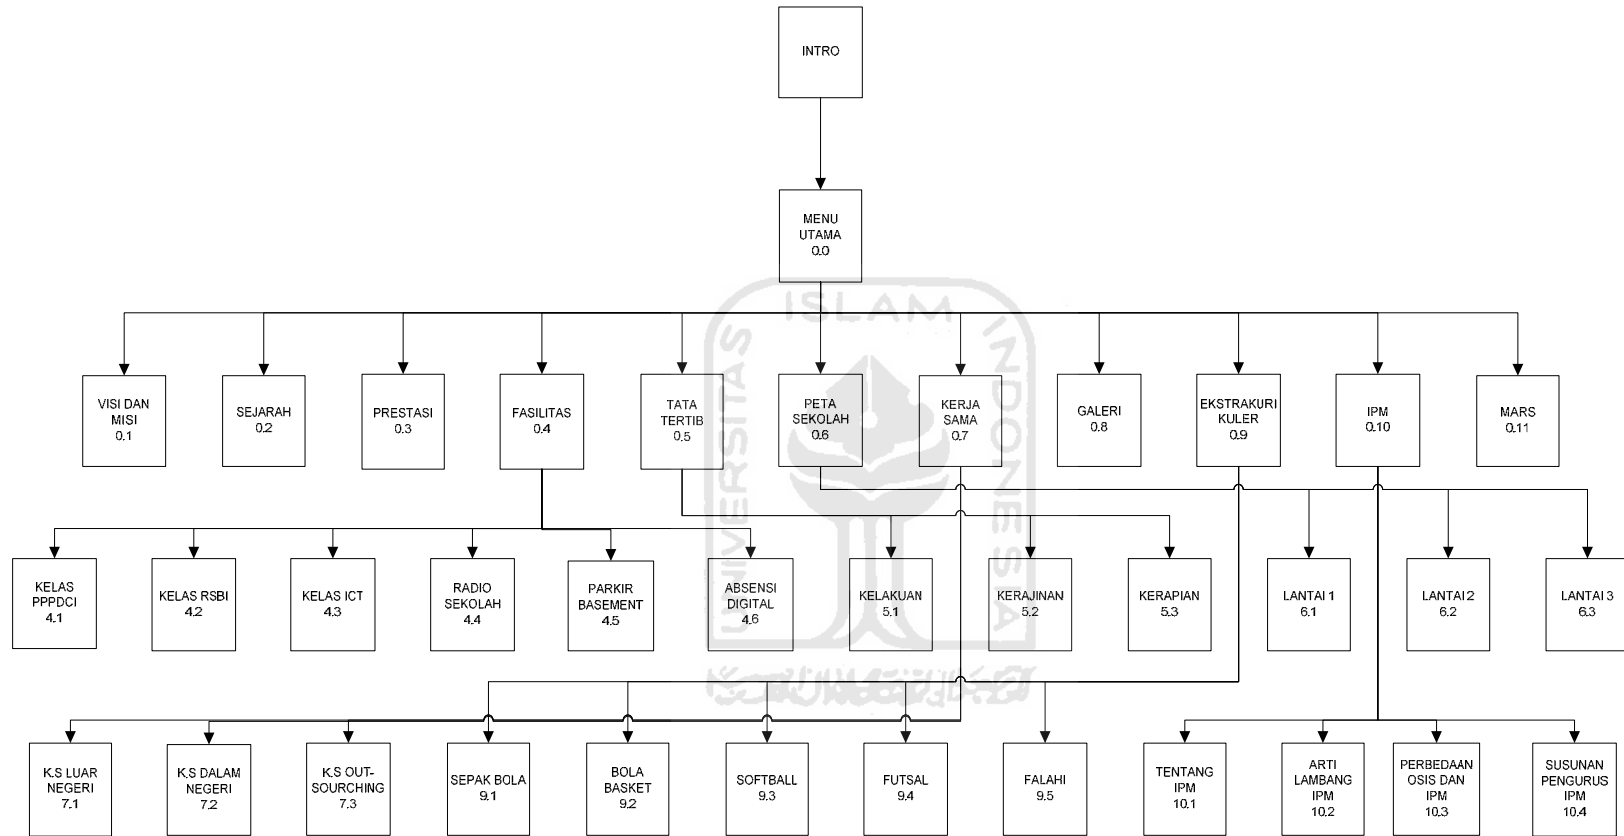 INTRO
MENU
UTAMA
0.0
VISI DAN
MISI
0.1
SEJARAH
0.2
PRESTASI
0.3
FASILITAS
0.4
TATA
TERTIB
0.5
PETA
SEKOLAH
0.6
KERJA
SAMA
0.7
GALERI
0.8
EKSTRAKURI
KULER
0.9
IPM
0.10
MARS
0.11
KELAS
PPPDCI
4.1
KELAS RSBI
4.2
KELAS ICT
4.3
RADIO
SEKOLAH
4.4
PARKIR
BASEMENT
4.5
ABSENSI
DIGITAL
4.6
KELAKUAN
5.1
KERAJINAN
5.2
KERAPIAN
5.3
LANTAI 1
6.1
LANTAI 2
6.2
LANTAI 3
6.3
K.S LUAR
NEGERI
7.1
K.S DALAM
NEGERI
7.2
K.S OUT-
SOURCHING
7.3
SEPAK BOLA
9.1
BOLA
BASKET
9.2
SOFTBALL
9.3
FUTSAL
9.4
FALAHI
9.5
TENTANG
IPM
10.1
ARTI
LAMBANG
IPM
10.2
PERBEDAAN
OSIS DAN
IPM
10.3
SUSUNAN
PENGURUS
IPM
10.4
UNIVERSITAS
ISLAM
INDONESIA